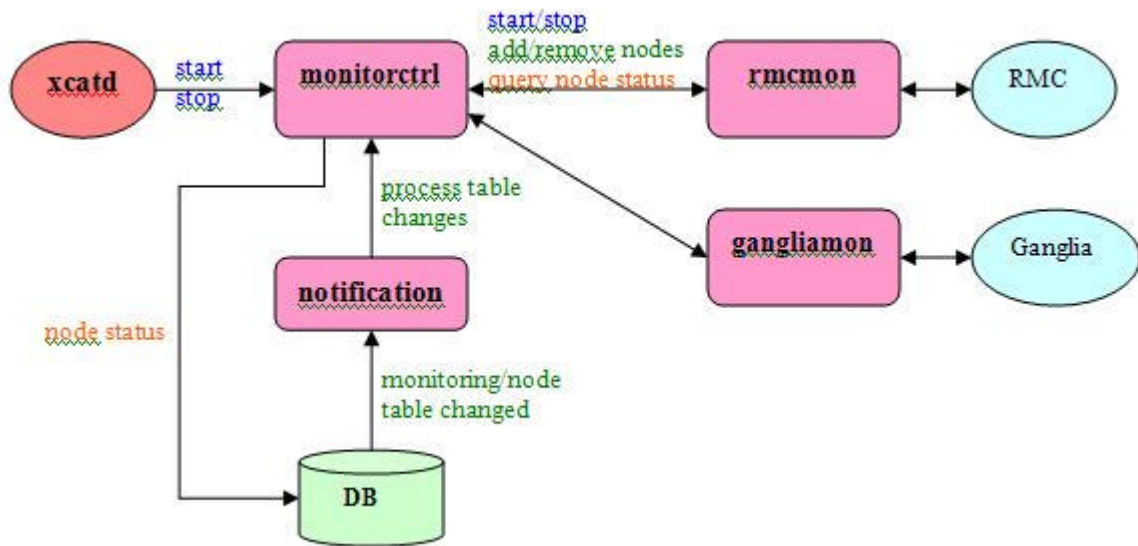 xcatd
start
stop
monitorctrl
start/stop
add/remove nodes
query node status
rmcmon
RMC
process table
changes
gangliamon
Ganglia
notification
node status
monitoring/node
table changed
DB